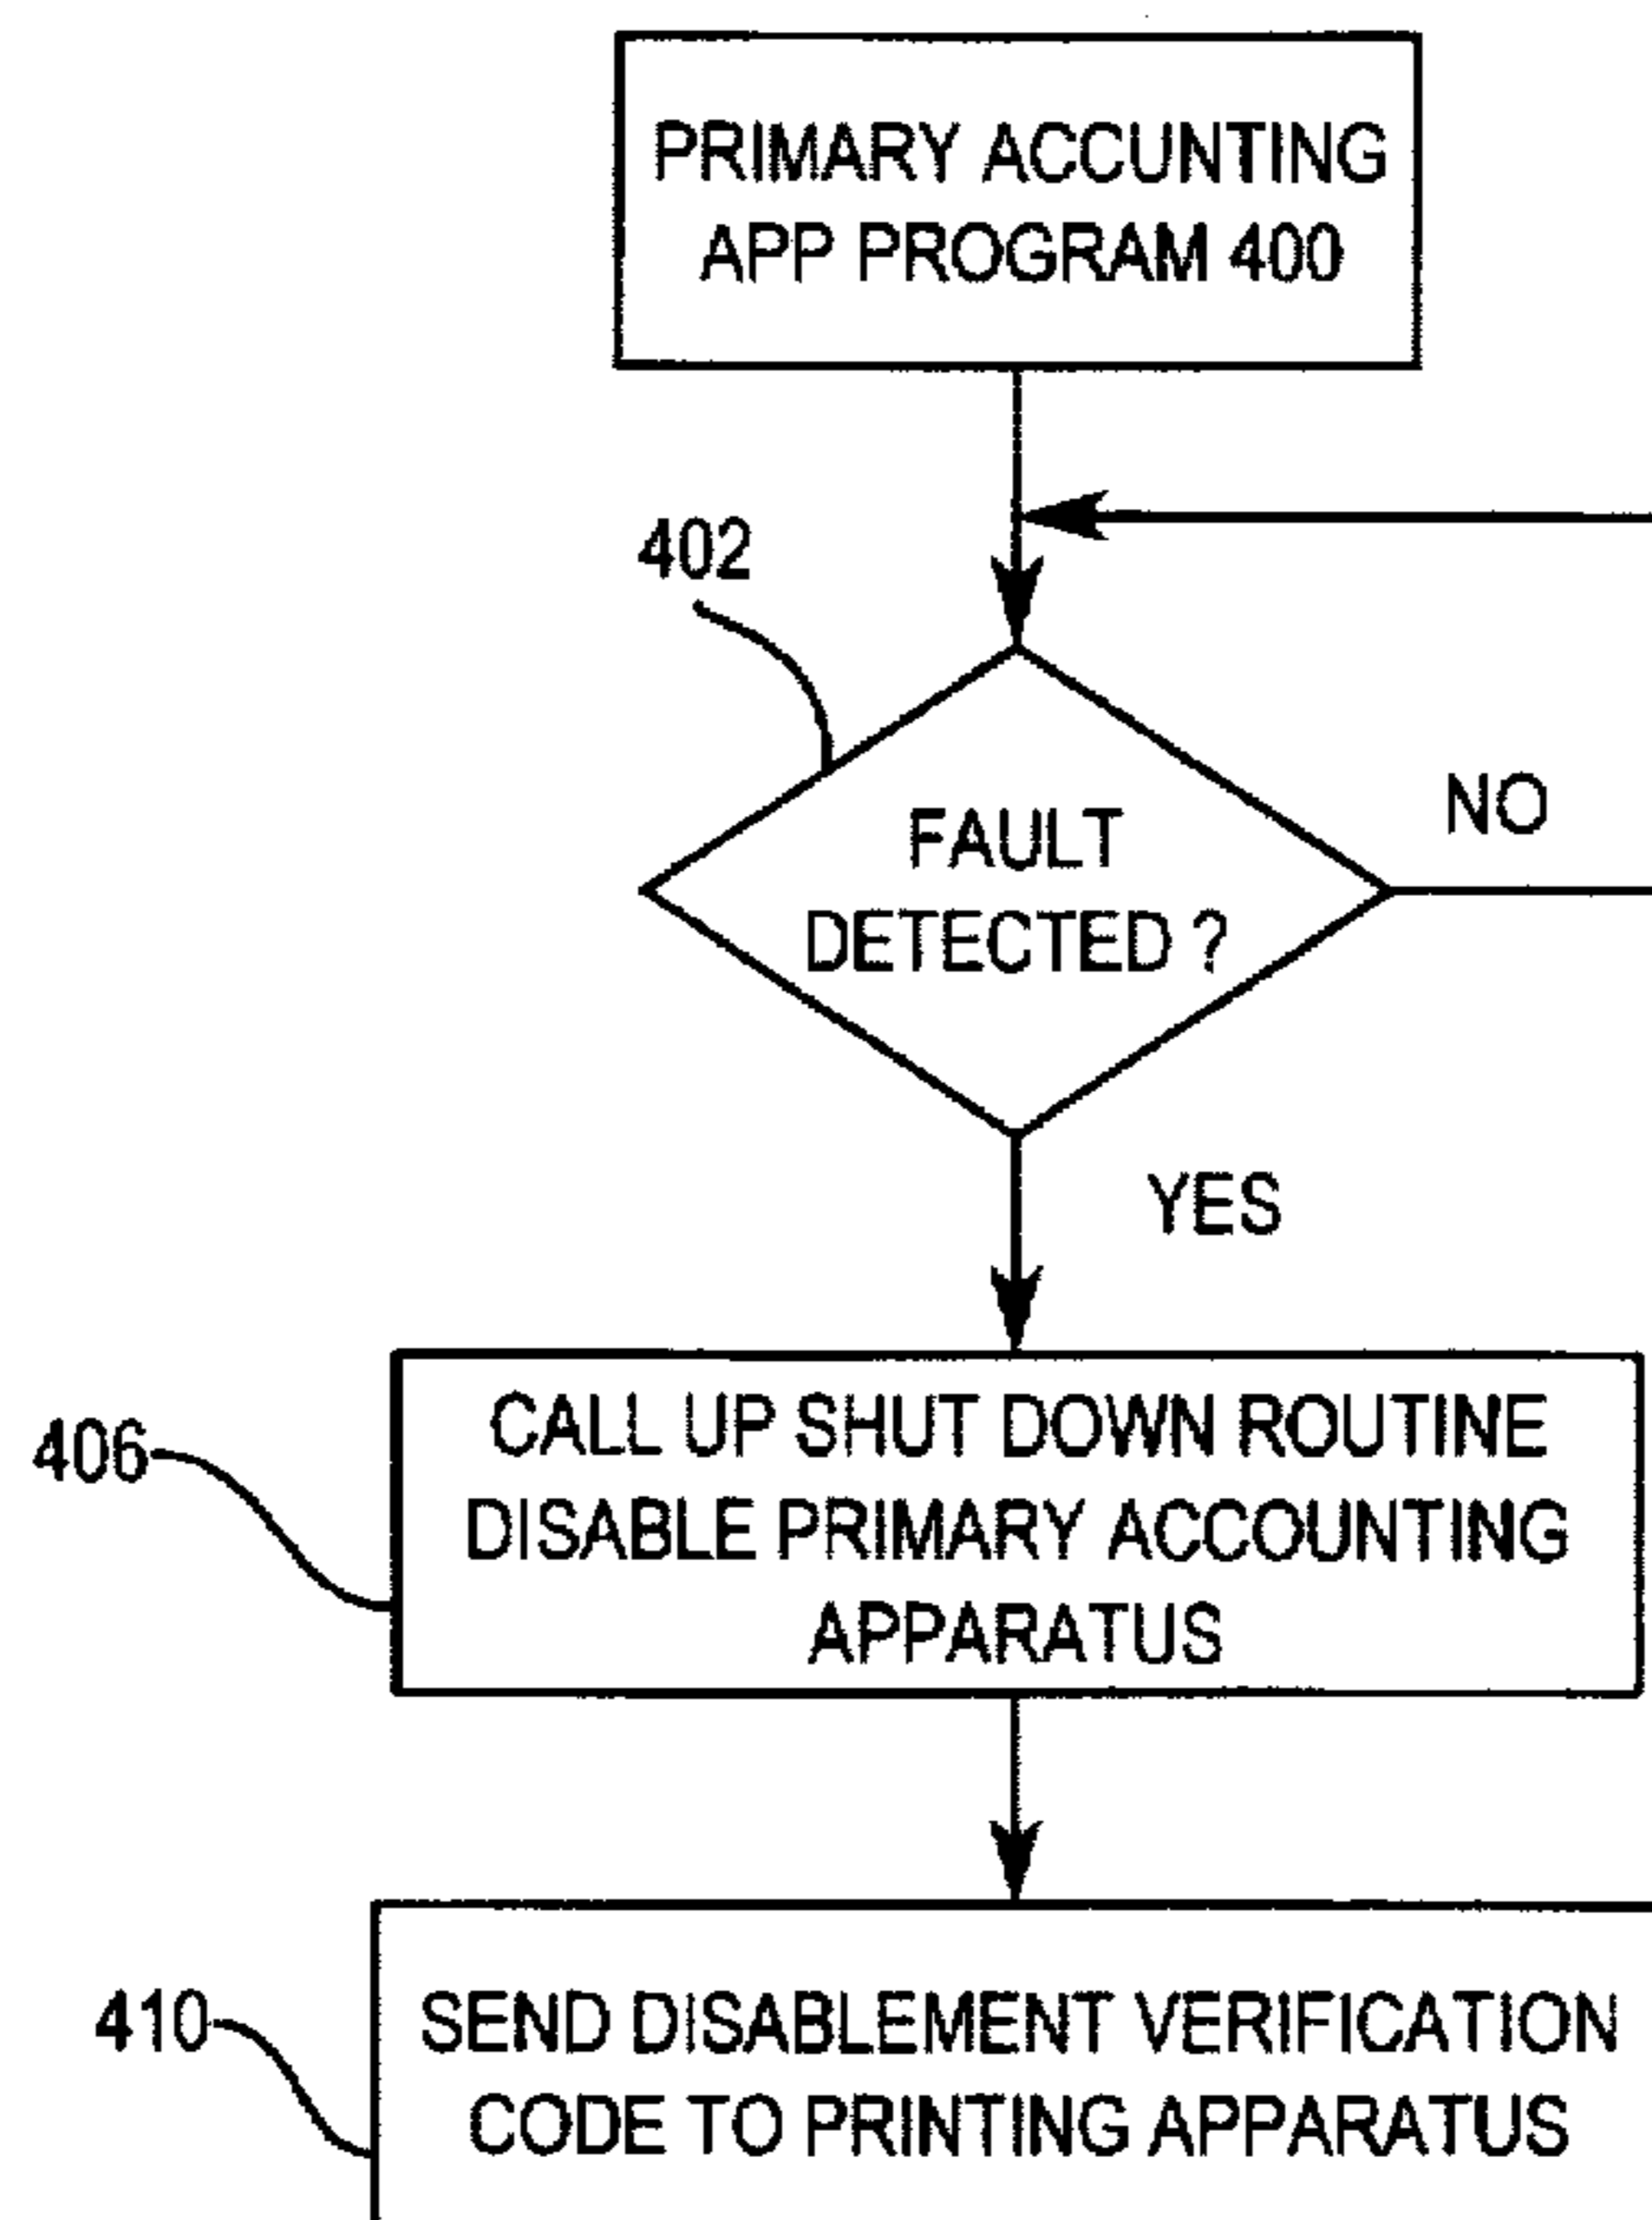 PRIMARY ACCUNTING
APP PROGRAM 400
402
FAULT
DETECTED ?
NO
YES
406
CALL UP SHUT DOWN ROUTINE
DISABLE PRIMARY ACCOUNTING
APPARATUS
410
SEND DISABLEMENT VERIFICATION
CODE TO PRINTING APPARATUS